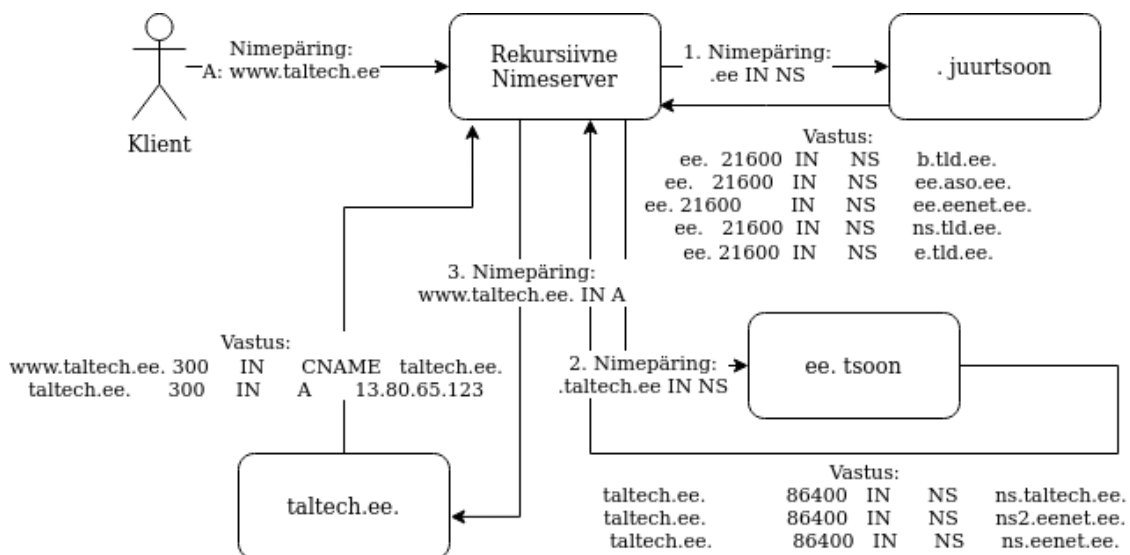 Nimepäring:
A: www.taltech.ee
Klient
Rekursiivne
Nimeserver
1. Nimepäring:
.ee IN NS
. juurtsoon
Vastus:
ee. 21600 IN NS b.tld.ee.
ee. 21600 IN NS ee.aso.ee.
ee. 21600 IN NS ee.eenet.ee.
ee. 21600 IN NS ns.tld.ee.
ee. 21600 IN NS e.tld.ee.
3. Nimepäring:
www.taltech.ee. IN A
2. Nimepäring:
.taltech.ee IN NS
ee. tsoon
Vastus:
www.taltech.ee. 300 IN CNAME taltech.ee.
taltech.ee. 300 IN A 13.80.65.123
taltech.ee.
Vastus:
taltech.ee. 86400 IN NS ns.taltech.ee.
taltech.ee. 86400 IN NS ns2.eenet.ee.
taltech.ee. 86400 IN NS ns.eenet.ee.